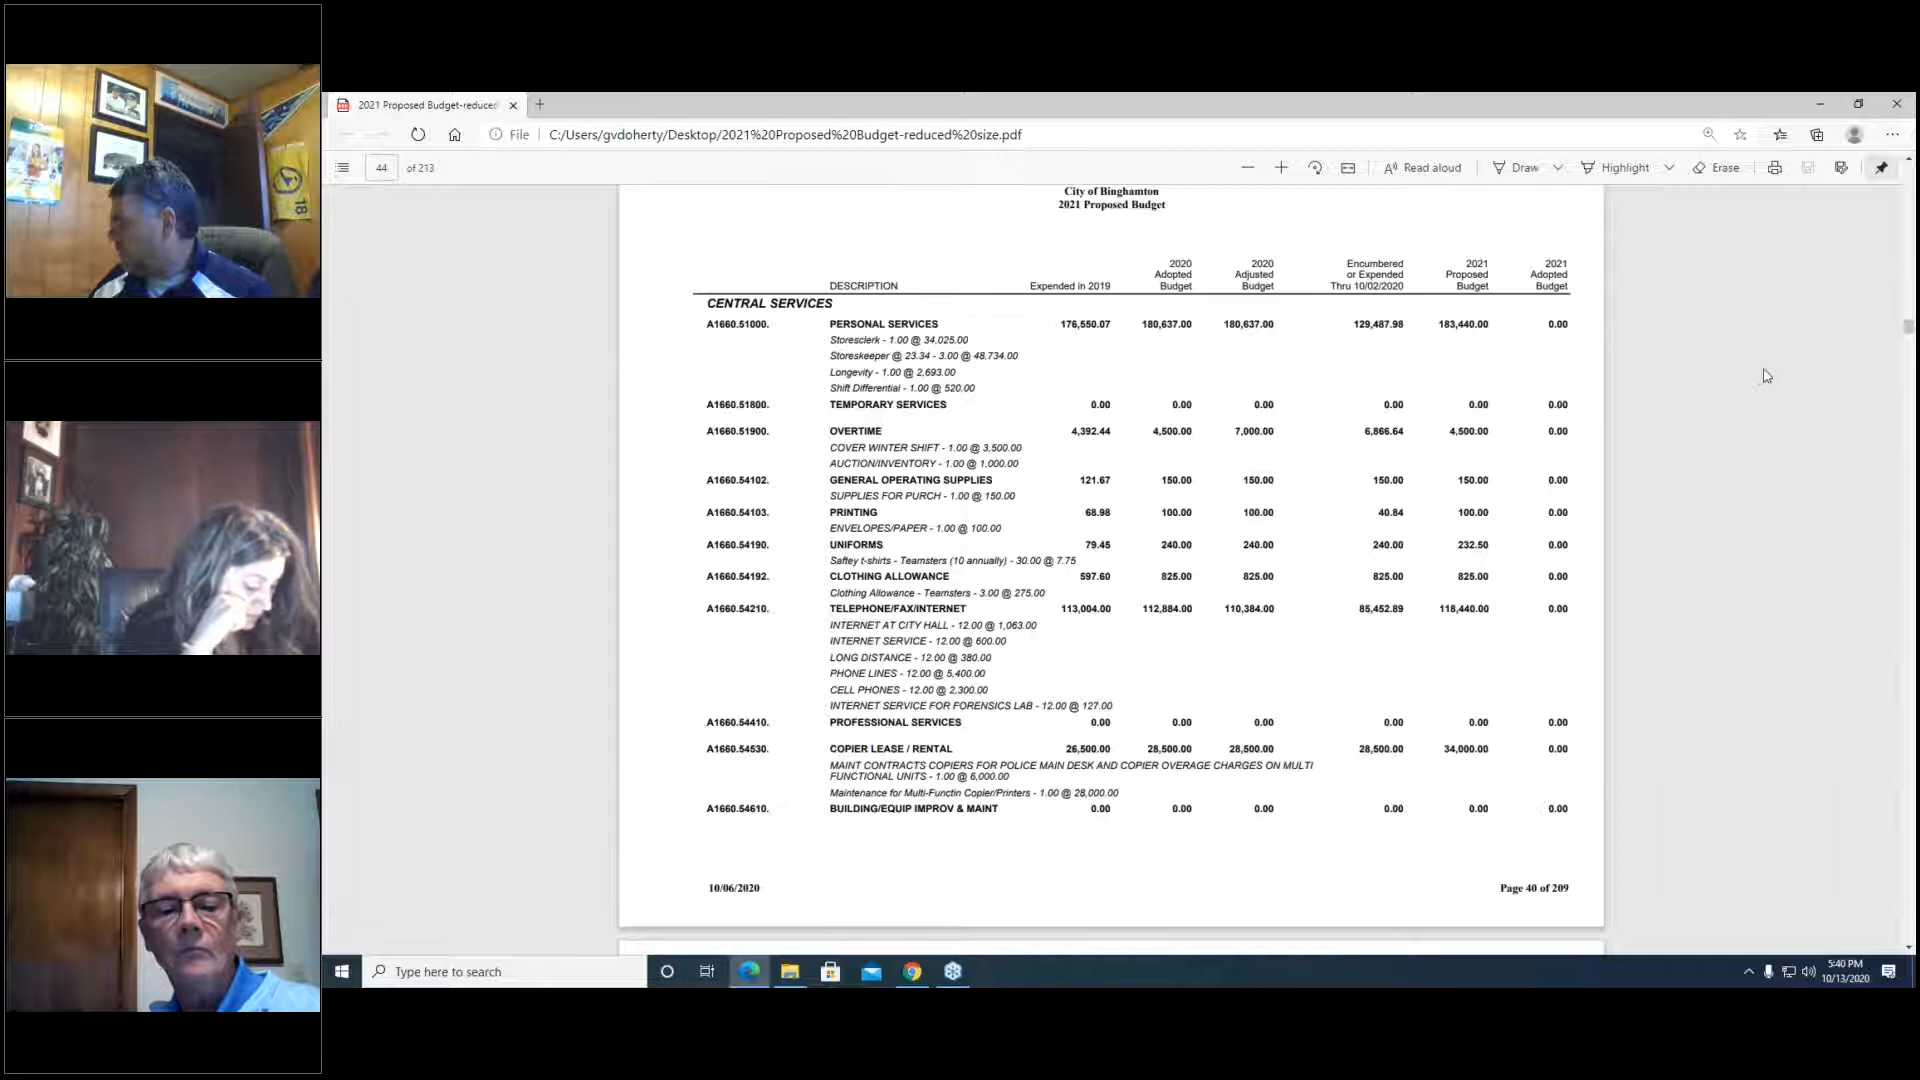 2021 Proposed Budget-reduced
File C:/Users/gvdoherty/Desktop/2021%20Proposed%20Budget-reduced%20size.pdf
44 of 213 Read aloud Draw Highlight Erase
City of Binghamton
2021 Proposed Budget
DESCRIPTION Expended in 2019 2020 Adopted Budget 2020 Adjusted Budget Encumbered or Expended Thru 10/02/2020 2021 Proposed Budget 2021 Adopted Budget
CENTRAL SERVICES
A1660.51000. PERSONAL SERVICES 176,550.07 180,637.00 180,637.00 129,487.98 183,440.00 0.00
Storesclerk - 1.00 @ 34,025.00
Storeskeeper @ 23.34 - 3.00 @ 48,734.00
Longevity - 1.00 @ 2,693.00
Shift Differential - 1.00 @ 520.00
A1660.51800. TEMPORARY SERVICES 0.00 0.00 0.00 0.00 0.00 0.00
A1660.51900. OVERTIME 4,392.44 4,500.00 7,000.00 6,866.64 4,500.00 0.00
COVER WINTER SHIFT - 1.00 @ 3,500.00
AUCTION/INVENTORY - 1.00 @ 1,000.00
A1660.54102. GENERAL OPERATING SUPPLIES 121.67 150.00 150.00 150.00 150.00 0.00
SUPPLIES FOR PURCH - 1.00 @ 150.00
A1660.54103. PRINTING 68.98 100.00 100.00 40.84 100.00 0.00
ENVELOPES/PAPER - 1.00 @ 100.00
A1660.54190. UNIFORMS 79.45 240.00 240.00 240.00 232.50 0.00
Saftey t-shirts - Teamsters (10 annually) - 30.00 @ 7.75
A1660.54192. CLOTHING ALLOWANCE 597.60 825.00 825.00 825.00 825.00 0.00
Clothing Allowance - Teamsters - 3.00 @ 275.00
A1660.54210. TELEPHONE/FAX/INTERNET 113,004.00 112,884.00 110,384.00 85,452.89 118,440.00 0.00
INTERNET AT CITY HALL - 12.00 @ 1,063.00
INTERNET SERVICE - 12.00 @ 600.00
LONG DISTANCE - 12.00 @ 380.00
PHONE LINES - 12.00 @ 5,400.00
CELL PHONES - 12.00 @ 2,300.00
INTERNET SERVICE FOR FORENSICS LAB - 12.00 @ 127.00
A1660.54410. PROFESSIONAL SERVICES 0.00 0.00 0.00 0.00 0.00 0.00
A1660.54530. COPIER LEASE / RENTAL 26,500.00 28,500.00 28,500.00 28,500.00 34,000.00 0.00
MAINT CONTRACTS COPIERS FOR POLICE MAIN DESK AND COPIER OVERAGE CHARGES ON MULTI
FUNCTIONAL UNITS - 1.00 @ 6,000.00
Maintenance for Multi-Functin Copier/Printers - 1.00 @ 28,000.00
A1660.54610. BUILDING/EQUIP IMPROV & MAINT 0.00 0.00 0.00 0.00 0.00 0.00
10/06/2020 Page 40 of 209
Type here to search
5:40 PM
10/13/2020
18